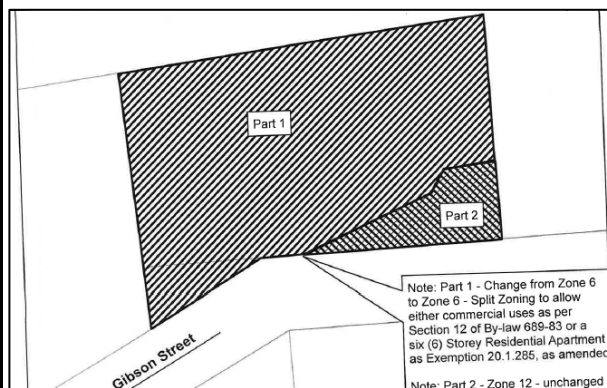 Part 1
Part 2
Note: Part 1 - Change from Zone 6
to Zone 6 - Split Zoning to allow
either commercial uses as per
Section 12 of By-law 689-83 or a
six (6) Storey Residential Apartment
as Exemption 20.1.285, as amended
Gibson Street
Note: Part 2 - Zone 12 - unchanged